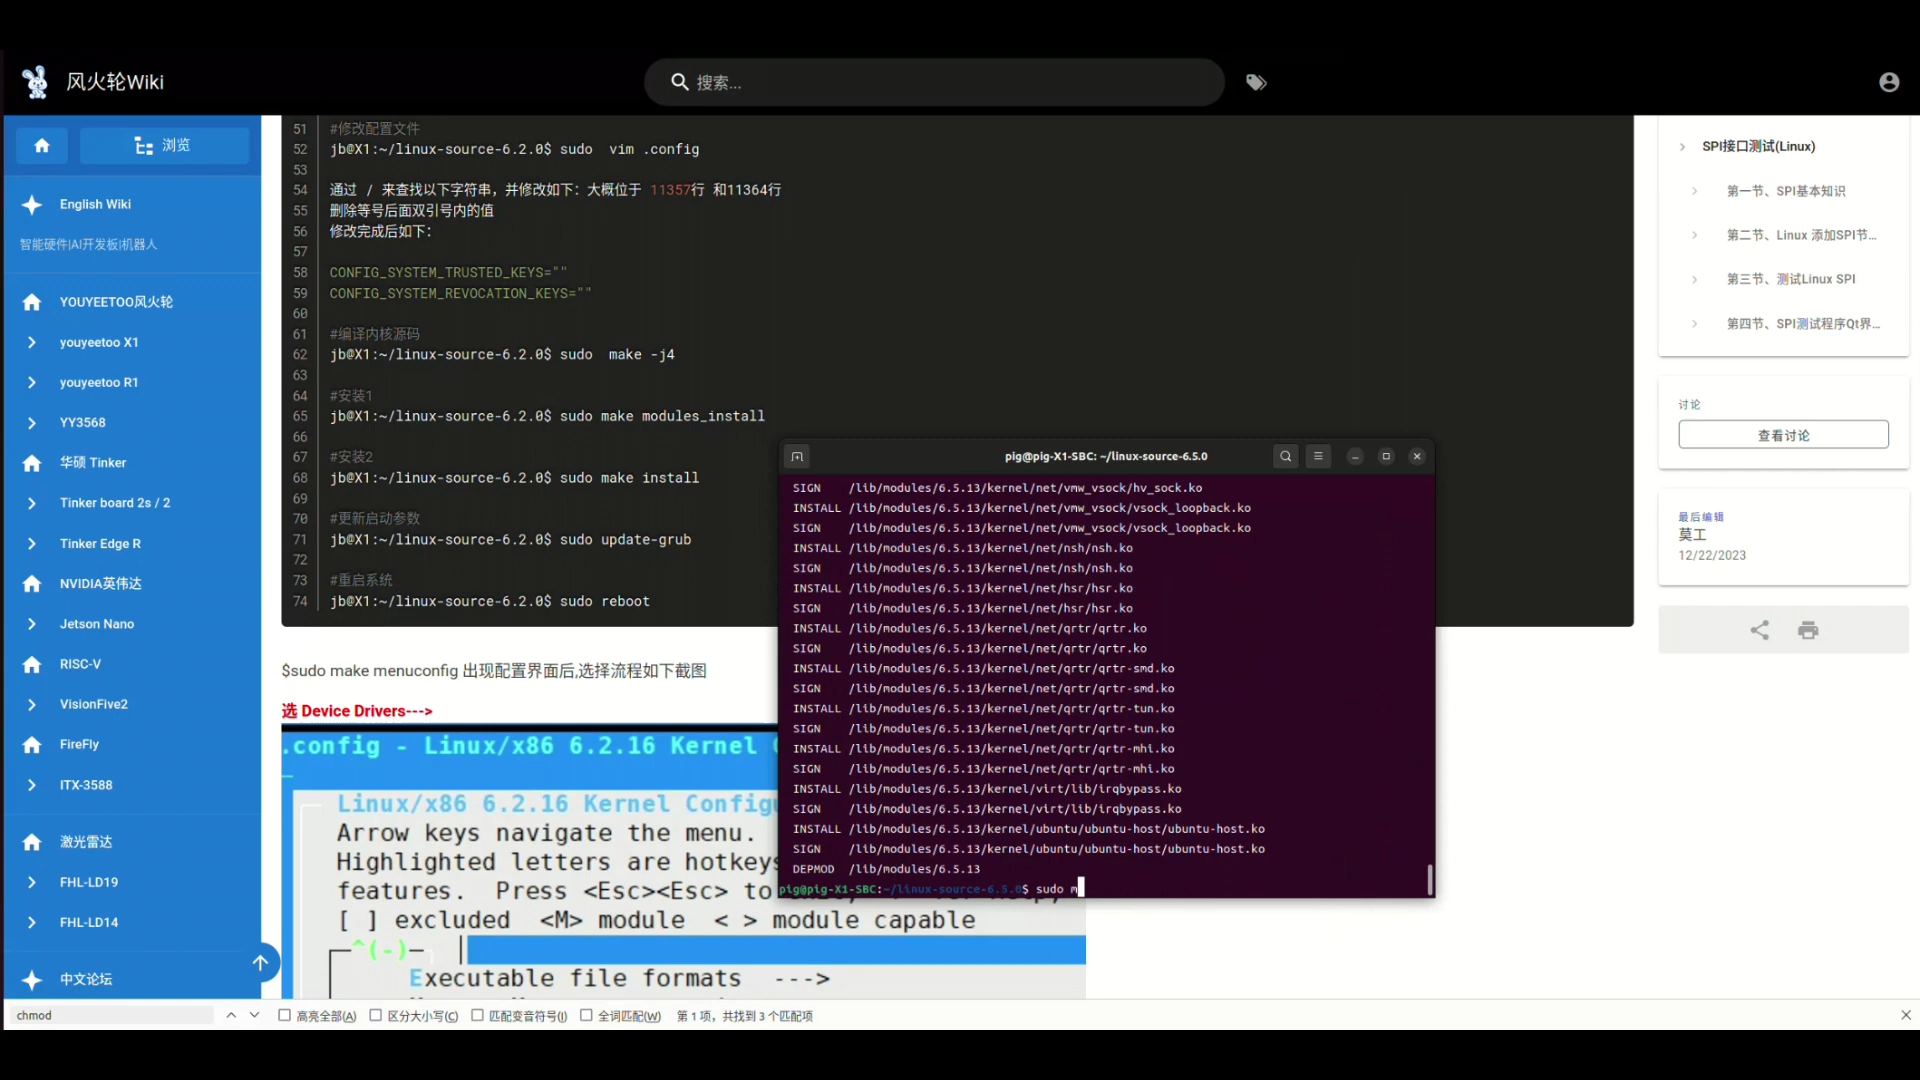 风火轮Wiki
搜索...
浏览
English Wiki
智能硬件|AI开发板|机器人
YOUYEETOO风火轮
youyeetoo X1
youyeetoo R1
YY3568
华硕 Tinker
Tinker board 2s / 2
Tinker Edge R
NVIDIA英伟达
Jetson Nano
RISC-V
VisionFive2
FireFly
ITX-3588
激光雷达
FHL-LD19
FHL-LD14
中文论坛
51 #修改配置文件
52 jb@X1:~/linux-source-6.2.0$ sudo  vim .config
53
54 通过 / 来查找以下字符串，并修改如下：大概位于 11357行 和11364行
55 删除等号后面双引号内的值
56 修改完成后如下：
57
58 CONFIG_SYSTEM_TRUSTED_KEYS=""
59 CONFIG_SYSTEM_REVOCATION_KEYS=""
60
61 #编译内核源码
62 jb@X1:~/linux-source-6.2.0$ sudo  make -j4
63
64 #安装1
65 jb@X1:~/linux-source-6.2.0$ sudo make modules_install
66
67 #安装2
68 jb@X1:~/linux-source-6.2.0$ sudo make install
69
70 #更新启动参数
71 jb@X1:~/linux-source-6.2.0$ sudo update-grub
72
73 #重启系统
74 jb@X1:~/linux-source-6.2.0$ sudo reboot
$sudo make menuconfig 出现配置界面后,选择流程如下截图
选 Device Drivers--->
.config - Linux/x86 6.2.16 Kernel
Linux/x86 6.2.16 Kernel Config
Arrow keys navigate the menu.
Highlighted letters are hotkeys
features.  Press <Esc><Esc> to
[ ] excluded  <M> module  < > module capable
^(-)
Executable file formats  --->
pig@pig-X1-SBC: ~/linux-source-6.5.0
SIGN    /lib/modules/6.5.13/kernel/net/vmw_vsock/hv_sock.ko
INSTALL /lib/modules/6.5.13/kernel/net/vmw_vsock/vsock_loopback.ko
SIGN    /lib/modules/6.5.13/kernel/net/vmw_vsock/vsock_loopback.ko
INSTALL /lib/modules/6.5.13/kernel/net/nsh/nsh.ko
SIGN    /lib/modules/6.5.13/kernel/net/nsh/nsh.ko
INSTALL /lib/modules/6.5.13/kernel/net/hsr/hsr.ko
SIGN    /lib/modules/6.5.13/kernel/net/hsr/hsr.ko
INSTALL /lib/modules/6.5.13/kernel/net/qrtr/qrtr.ko
SIGN    /lib/modules/6.5.13/kernel/net/qrtr/qrtr.ko
INSTALL /lib/modules/6.5.13/kernel/net/qrtr/qrtr-smd.ko
SIGN    /lib/modules/6.5.13/kernel/net/qrtr/qrtr-smd.ko
INSTALL /lib/modules/6.5.13/kernel/net/qrtr/qrtr-tun.ko
SIGN    /lib/modules/6.5.13/kernel/net/qrtr/qrtr-tun.ko
INSTALL /lib/modules/6.5.13/kernel/net/qrtr/qrtr-mhi.ko
SIGN    /lib/modules/6.5.13/kernel/net/qrtr/qrtr-mhi.ko
INSTALL /lib/modules/6.5.13/kernel/virt/lib/irqbypass.ko
SIGN    /lib/modules/6.5.13/kernel/virt/lib/irqbypass.ko
INSTALL /lib/modules/6.5.13/kernel/ubuntu/ubuntu-host/ubuntu-host.ko
SIGN    /lib/modules/6.5.13/kernel/ubuntu/ubuntu-host/ubuntu-host.ko
DEPMOD  /lib/modules/6.5.13
pig@pig-X1-SBC:~/linux-source-6.5.0$ sudo m
SPI接口测试(Linux)
第一节、SPI基本知识
第二节、Linux 添加SPI节...
第三节、测试Linux SPI
第四节、SPI测试程序Qt界...
讨论
查看讨论
最后编辑
莫工
12/22/2023
chmod
高亮全部(A)
区分大小写(C)
匹配变音符号(I)
全词匹配(W)
第 1 项，共找到 3 个匹配项